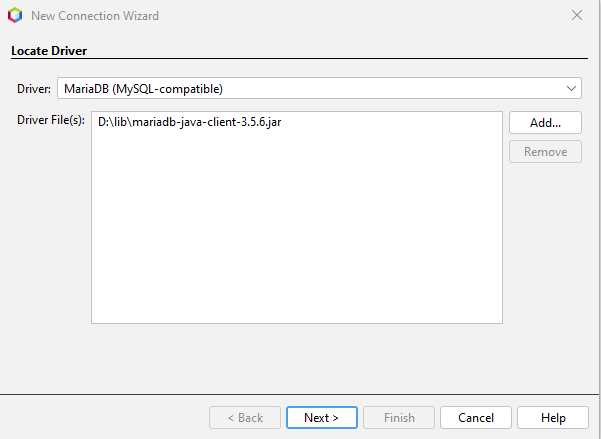 New Connection Wizard
Locate Driver
Driver: MariaDB (MySQL-compatible)
Driver File(s): D:\lib\mariadb-java-client-3.5.6.jar Add...
Remove
< Back Next > Finish Cancel Help